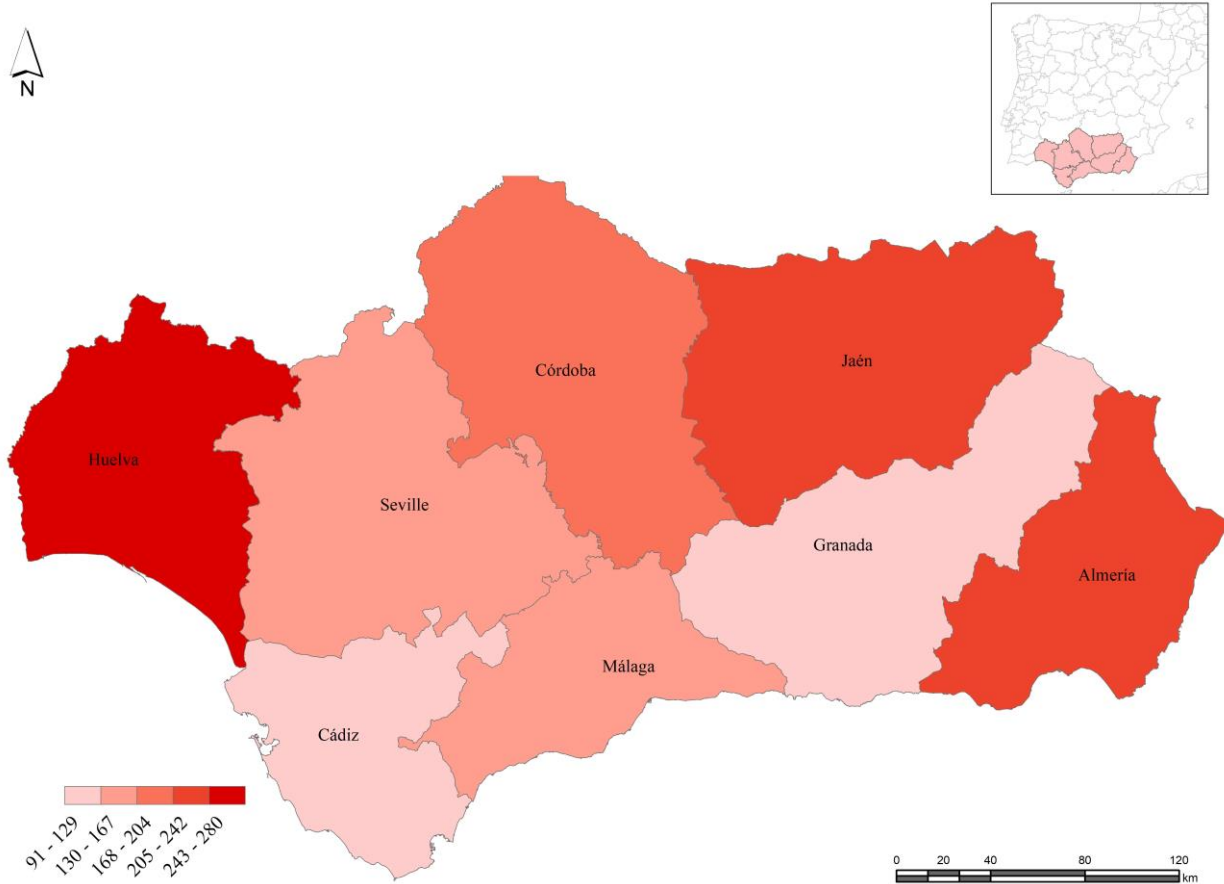 N
Córdoba
Jaén
Huelva
Seville
Granada
Almería
Málaga
Cádiz
91 - 129
130 - 167
168 - 204
205 - 242
243 - 280
0 20 40 80 120
km